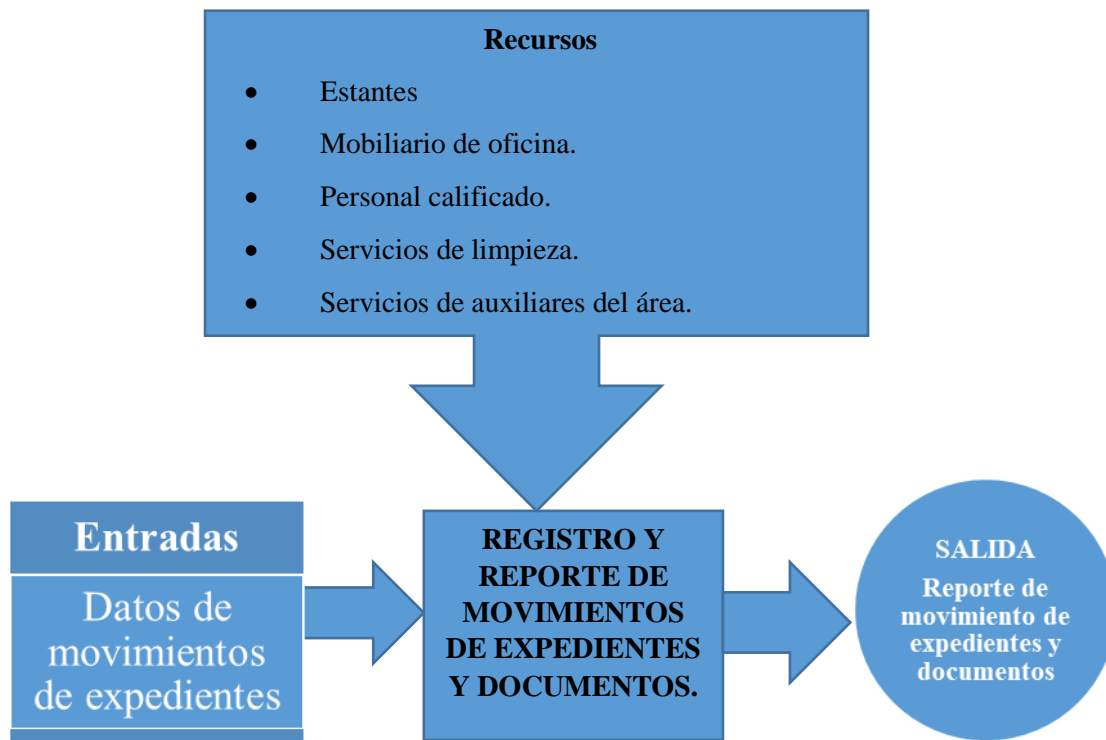 Recursos
• Estantes
• Mobiliario de oficina.
• Personal calificado.
• Servicios de limpieza.
• Servicios de auxiliares del área.
Entradas
Datos de
movimientos
de expedientes
REGISTRO Y
REPORTE DE
MOVIMIENTOS
DE EXPEDIENTES
Y DOCUMENTOS.
SALIDA
Reporte de
movimiento de
expedientes y
documentos